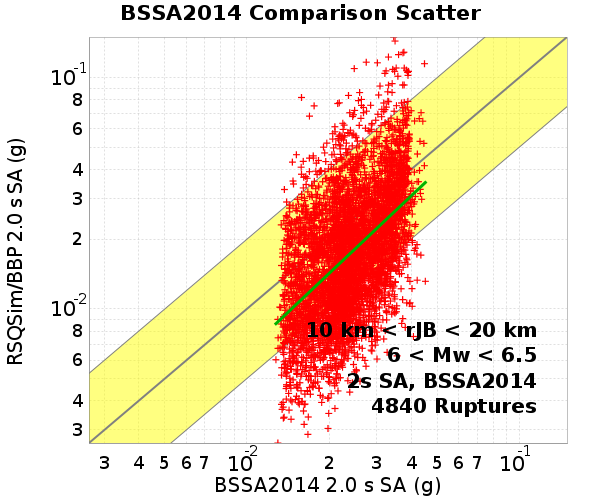 BSSA2014 Comparison Scatter
RSQSim/BBP 2.0 s SA (g)
10⁻¹
8
6
4
3
2
10⁻²
8
6
4
3
10 km < rJB < 20 km
6 < Mw < 6.5
2s SA, BSSA2014
4840 Ruptures
3 4 5 6 7 10⁻² 2 3 4 5 6 7 10⁻¹
BSSA2014 2.0 s SA (g)